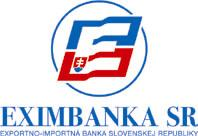 EXIMBANKA SR
EXPORTNO-IMPORTNÁ BANKA SLOVENSKEJ REPUBLIKY